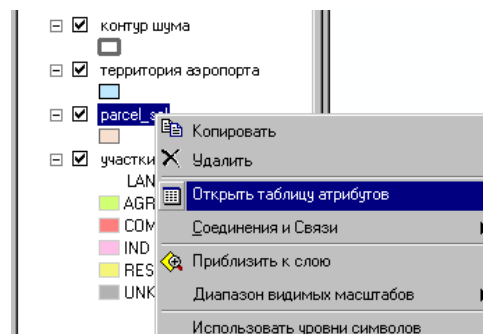 контур шума
территория аэропорта
parcel_s
Копировать
участки
Удалить
LAN
AGR
Открыть таблицу атрибутов
COM
Соединения и Связи
IND
RES
Приблизить к слою
UNK
Диапазон видимых масштабов
Использовать уровни символов